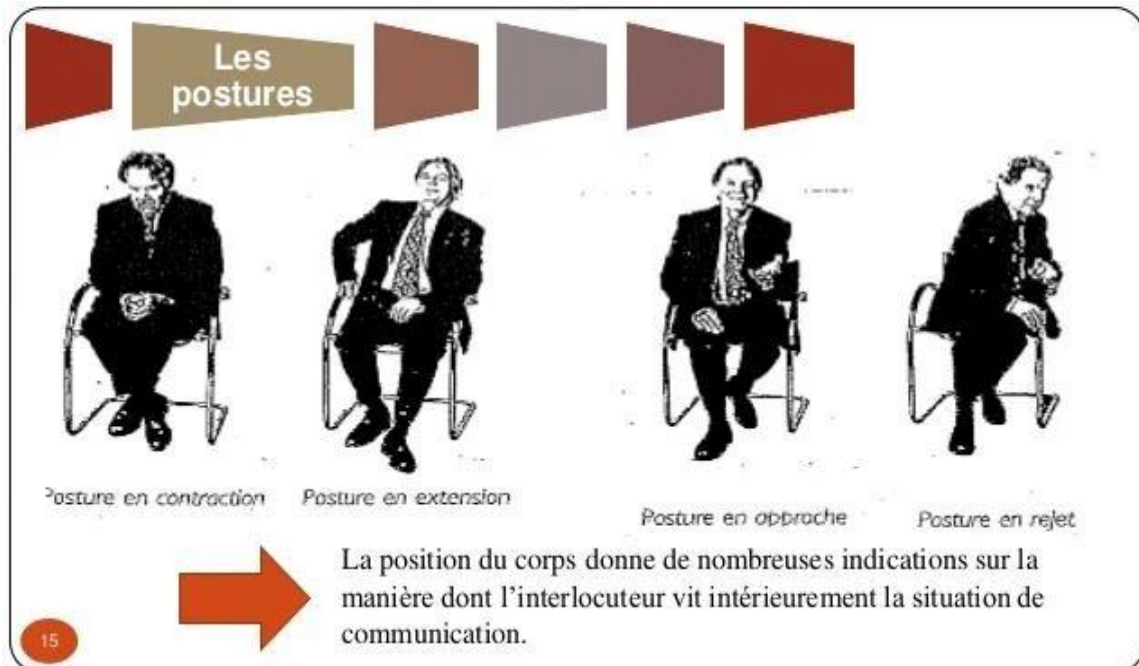 Les
postures
Posture en contraction
Posture en extension
Posture en approche
Posture en rejet
La position du corps donne de nombreuses indications sur la
manière dont l'interlocuteur vit intérieurement la situation de
communication.
15